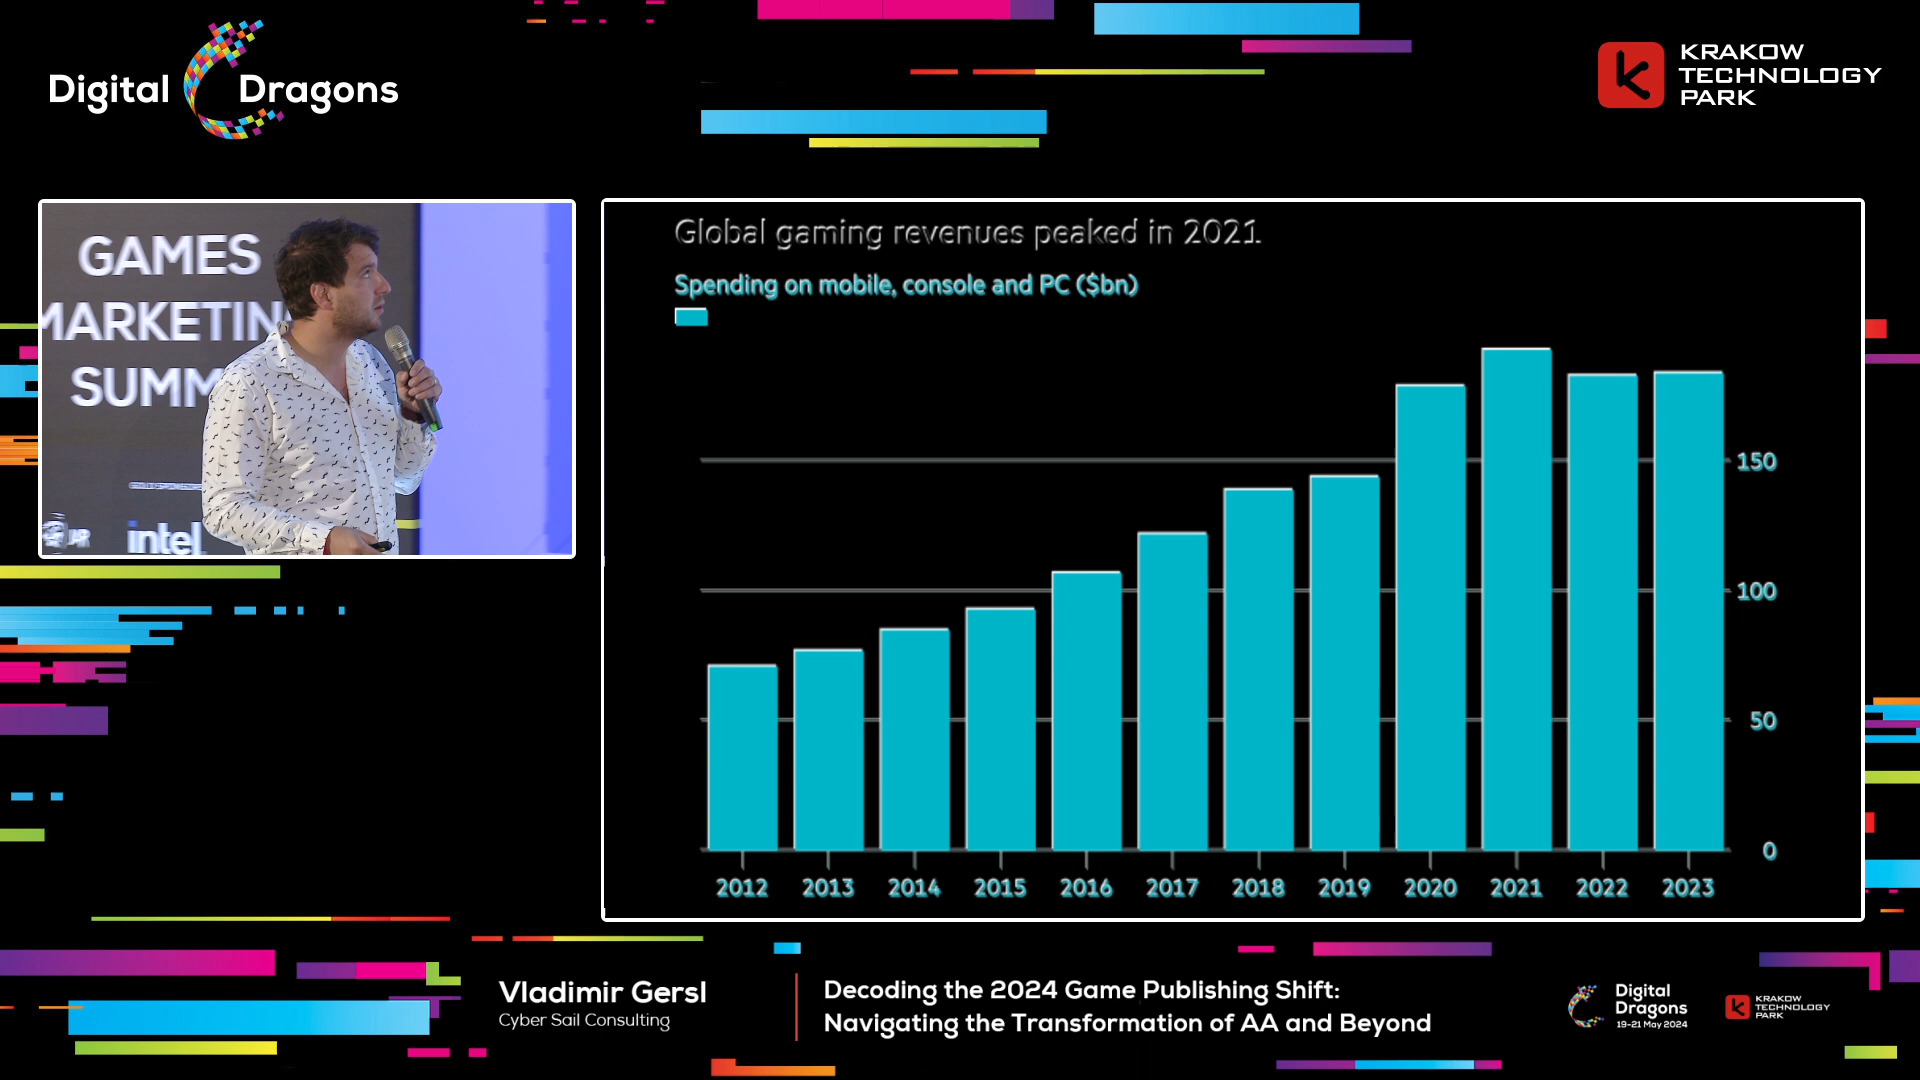 Digital Dragons
KRAKOW
TECHNOLOGY
PARK
GAMES
MARKETIN
SUMM
intel
Global gaming revenues peaked in 2021
Spending on mobile, console and PC ($bn)
150
100
50
0
2012 2013 2014 2015 2016 2017 2018 2019 2020 2021 2022 2023
Vladimir Gersl
Cyber Sail Consulting
Decoding the 2024 Game Publishing Shift:
Navigating the Transformation of AA and Beyond
Digital
Dragons
19-21 May 2024
KRAKOW
TECHNOLOGY
PARK